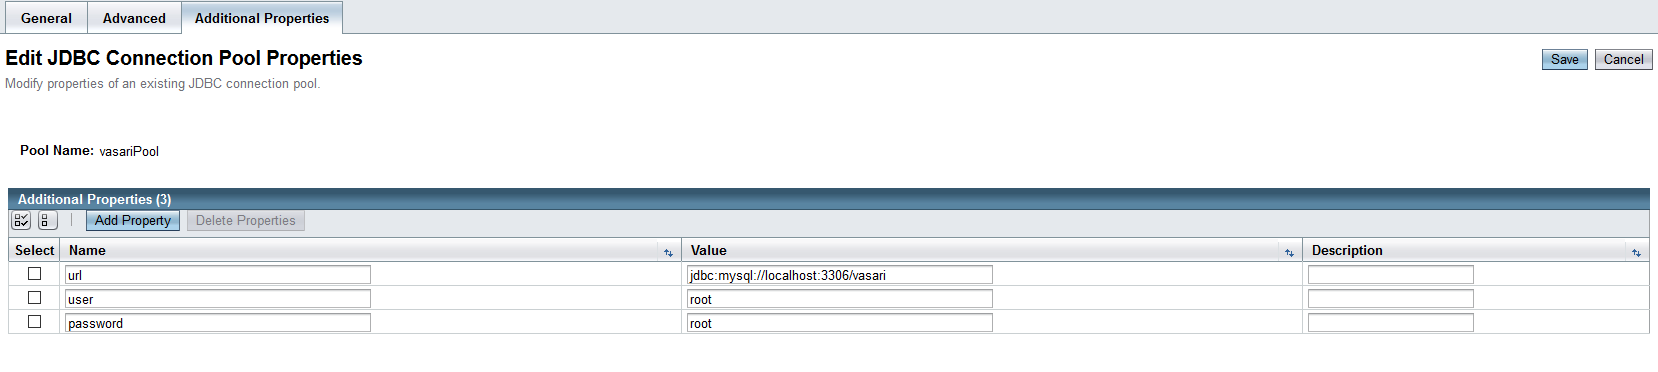 General Advanced Additional Properties
Edit JDBC Connection Pool Properties
Save Cancel
Modify properties of an existing JDBC connection pool.
Pool Name: vasariPool
Additional Properties (3)
Add Property Delete Properties
Select Name Value Description
url jdbc:mysql://localhost:3306/vasari
user root
password root